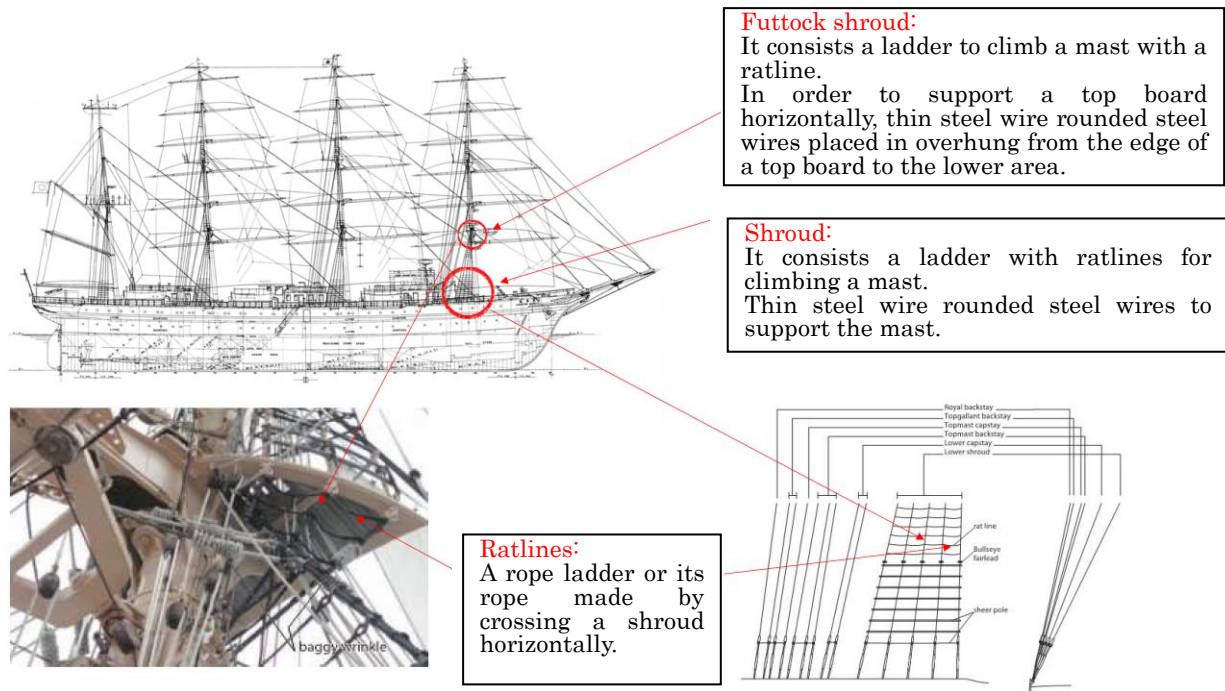 Futtock shroud:
It consists a ladder to climb a mast with a
ratline.
In order to support a top board
horizontally, thin steel wire rounded steel
wires placed in overhung from the edge of
a top board to the lower area.
Shroud:
It consists a ladder with ratlines for
climbing a mast.
Thin steel wire rounded steel wires to
support the mast.
baggy wrinkle
Ratlines:
A rope ladder or its
rope made by
crossing a shroud
horizontally.
Royal backstay
Topgallant backstay
Topmast capstay
Topmast backstay
Lower capstay
Lower shroud
rat line
Bullseye
fairlead
sheer pole